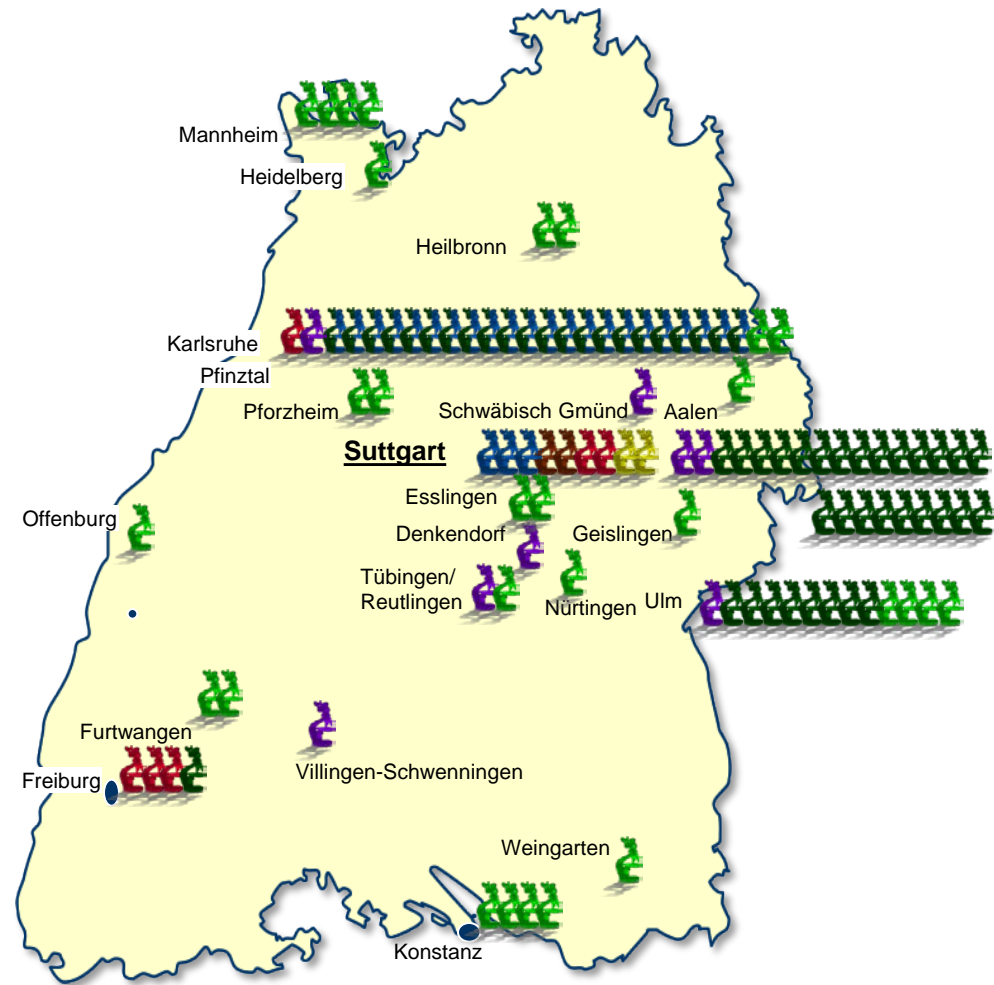 Mannheim
Heidelberg
Heilbronn
Karlsruhe
Pfinztal
Pforzheim
Schwäbisch Gmünd
Aalen
Suttgart
Esslingen
Offenburg
Denkendorf
Geislingen
Tübingen/
Reutlingen
Nürtingen
Ulm
Furtwangen
Villingen-Schwenningen
Freiburg
Weingarten
Konstanz